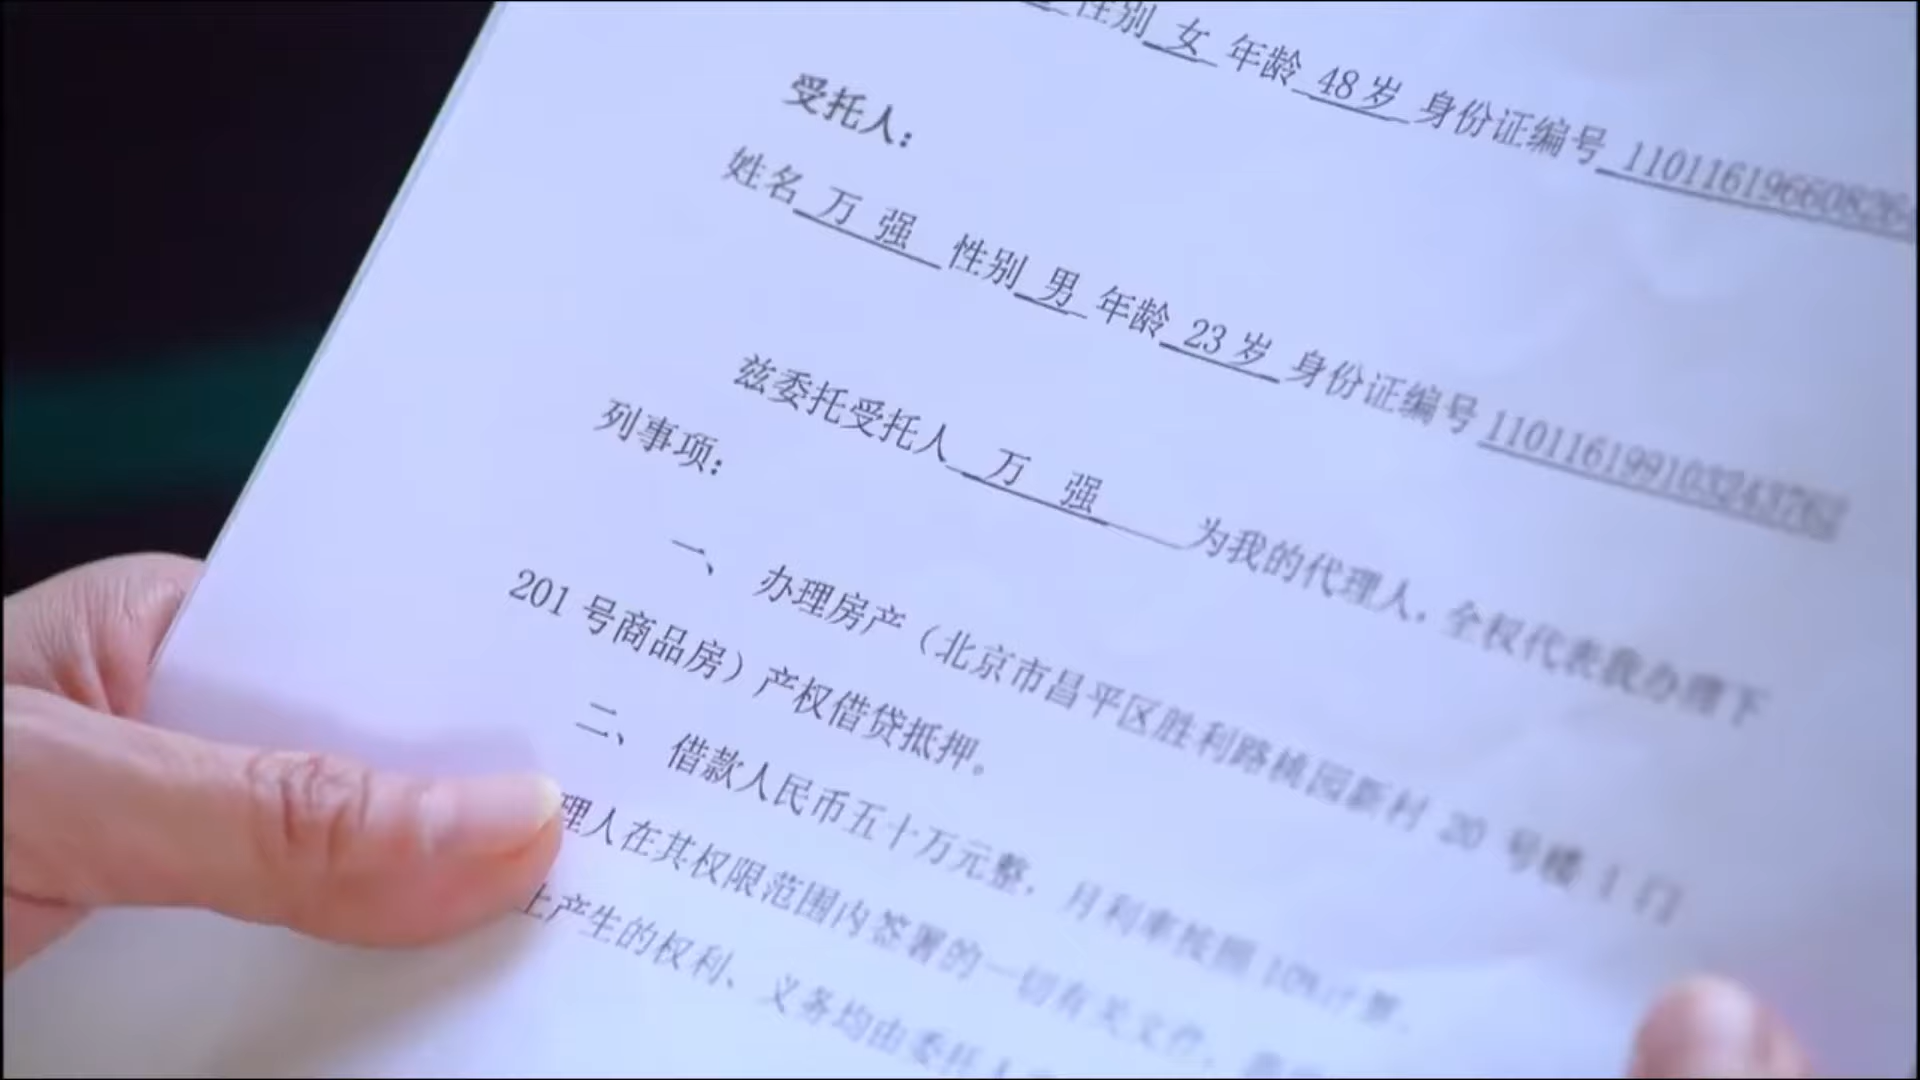 性别 女 年龄 48岁 身份证编号 11011619660826
受托人：
姓名 万 强 性别 男 年龄 23岁 身份证编号 110116199103243762
兹委托受托人 万 强 为我的代理人，全权代表我办理下
列事项：
一、 办理房产（北京市昌平区胜利路桃园新村 20 号楼 1 门
201 号商品房）产权借贷抵押。
二、 借款人民币五十万元整，月利率按照 10%计算。
理人在其权限范围内签署的一切有关文件，
上产生的权利、义务均由委托人